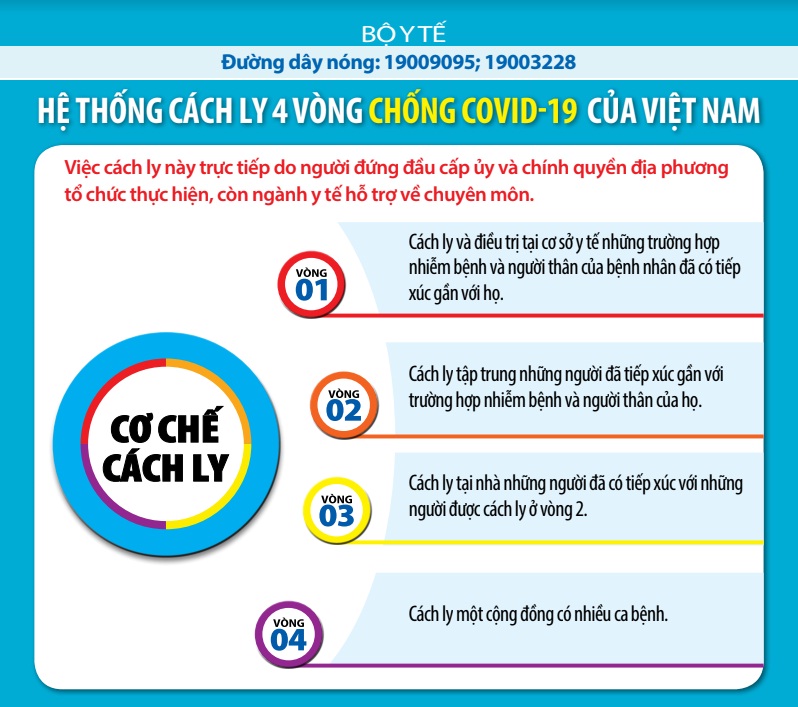 BỘ Y TẾ
Đường dây nóng: 19009095; 19003228
HỆ THỐNG CÁCH LY 4 VÒNG CHỐNG COVID-19 CỦA VIỆT NAM
Việc cách ly này trực tiếp do người đứng đầu cấp ủy và chính quyền địa phương
tổ chức thực hiện, còn ngành y tế hỗ trợ về chuyên môn.
CƠ CHẾ
CÁCH LY
VÒNG
01
Cách ly và điều trị tại cơ sở y tế những trường hợp
nhiễm bệnh và người thân của bệnh nhân đã có tiếp
xúc gần với họ.
VÒNG
02
Cách ly tập trung những người đã tiếp xúc gần với
trường hợp nhiễm bệnh và người thân của họ.
VÒNG
03
Cách ly tại nhà những người đã có tiếp xúc với những
người được cách ly ở vòng 2.
VÒNG
04
Cách ly một cộng đồng có nhiều ca bệnh.